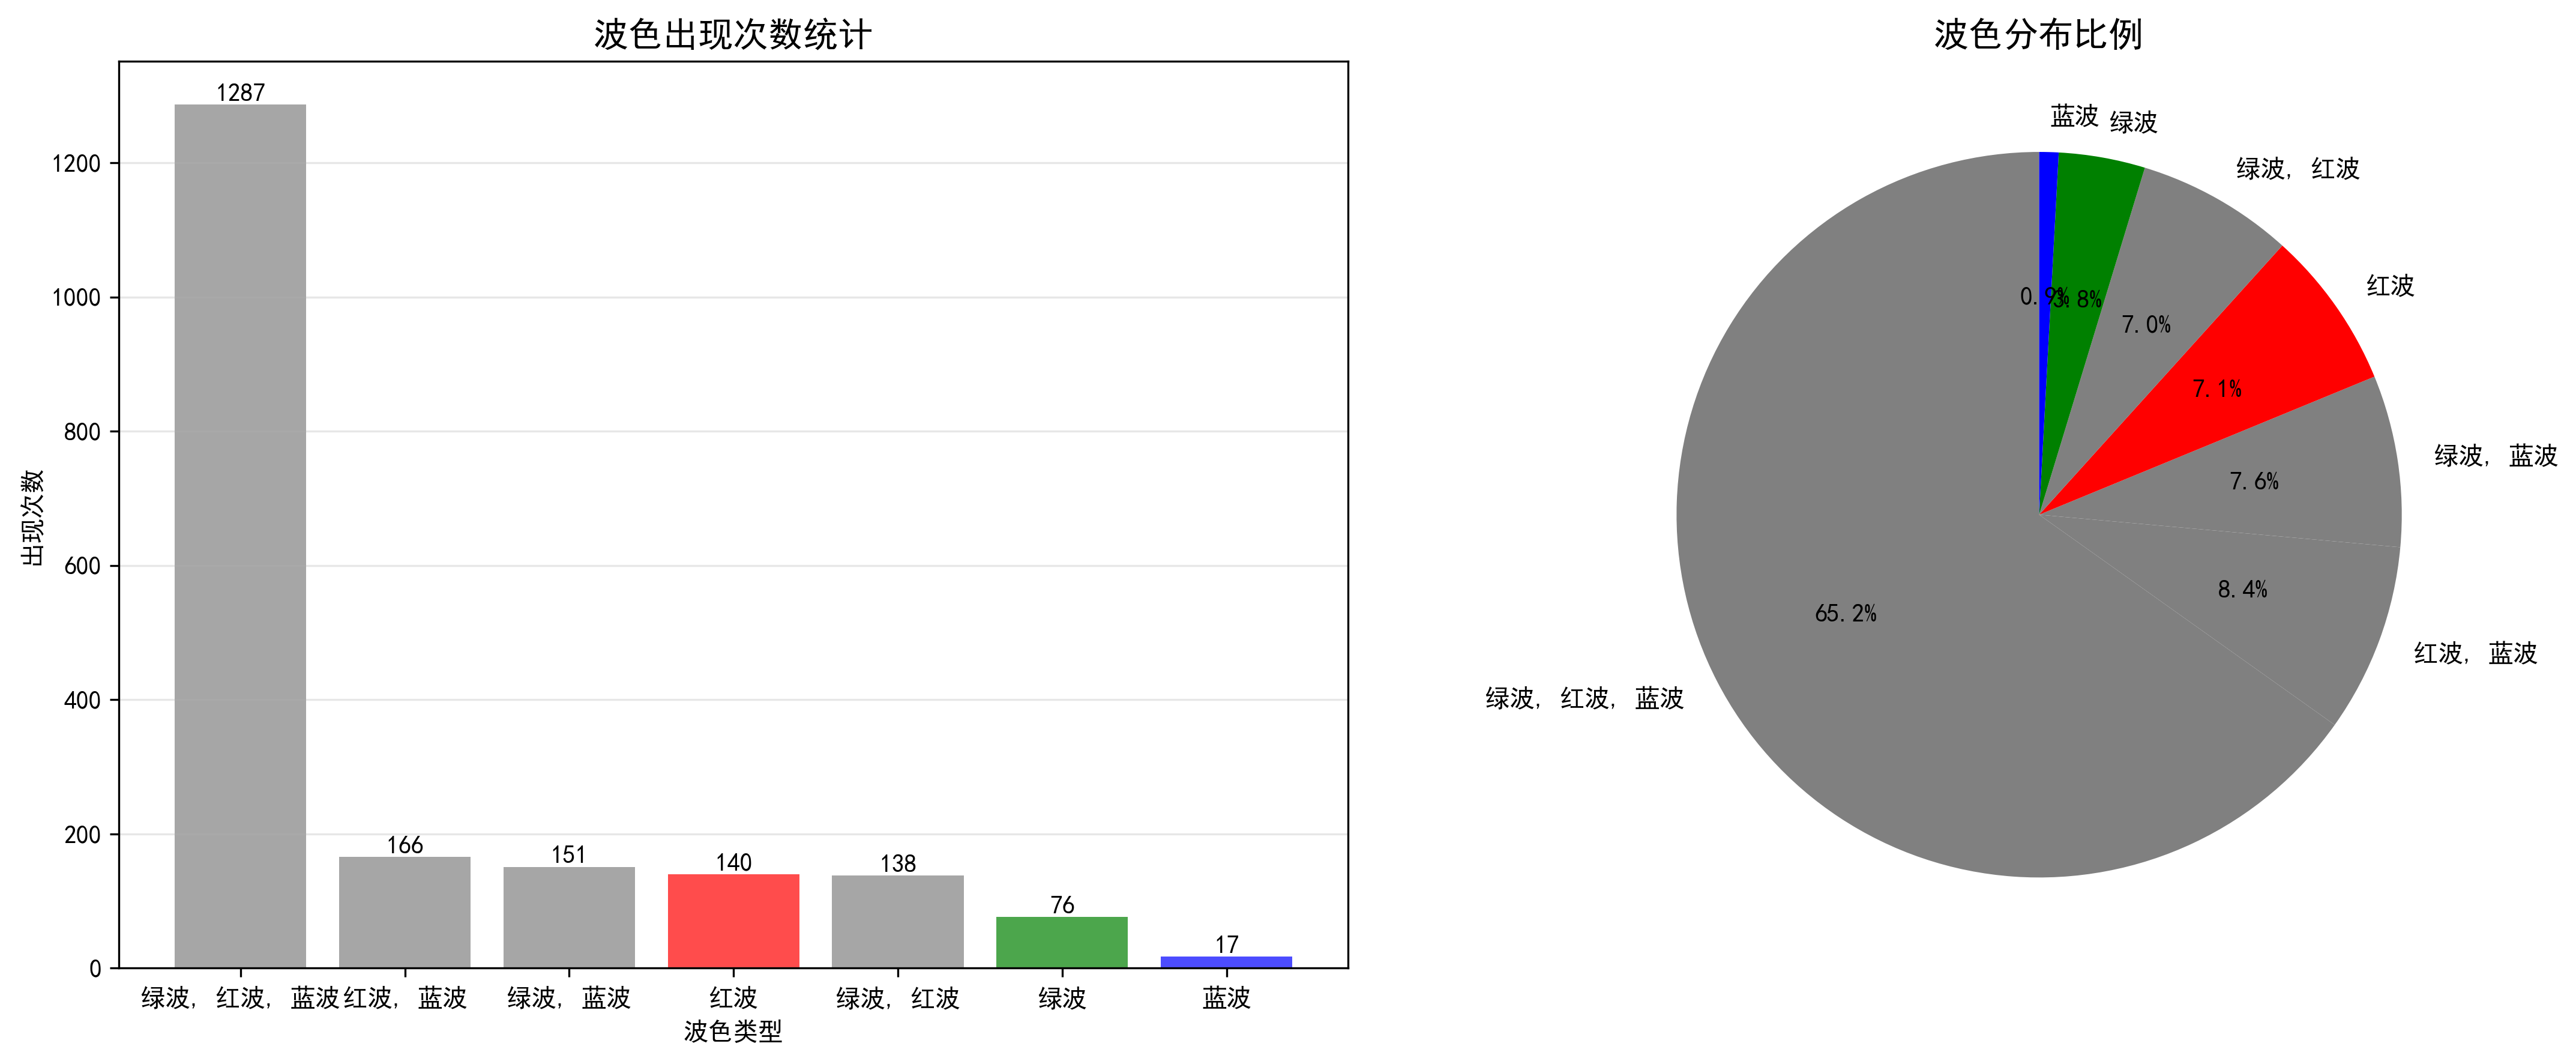 波色出现次数统计
1287
1200
1000
800
600
400
200
0
出现次数
166
151
140
138
76
17
绿波, 红波, 蓝波
红波, 蓝波
绿波, 蓝波
红波
绿波, 红波
绿波
蓝波
波色类型
波色分布比例
蓝波
绿波
绿波, 红波
红波
绿波, 蓝波
红波, 蓝波
绿波, 红波, 蓝波
0.9%
3.8%
7.0%
7.1%
7.6%
8.4%
65.2%